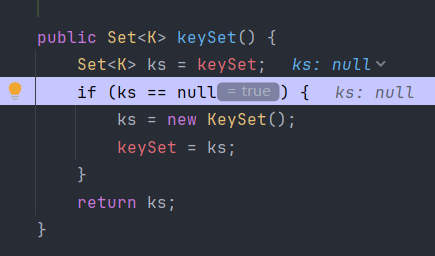 public Set<K> keySet() {
Set<K> ks = keySet; ks: null
if (ks == null = true ) { ks: null
ks = new KeySet();
keySet = ks;
}
return ks;
}